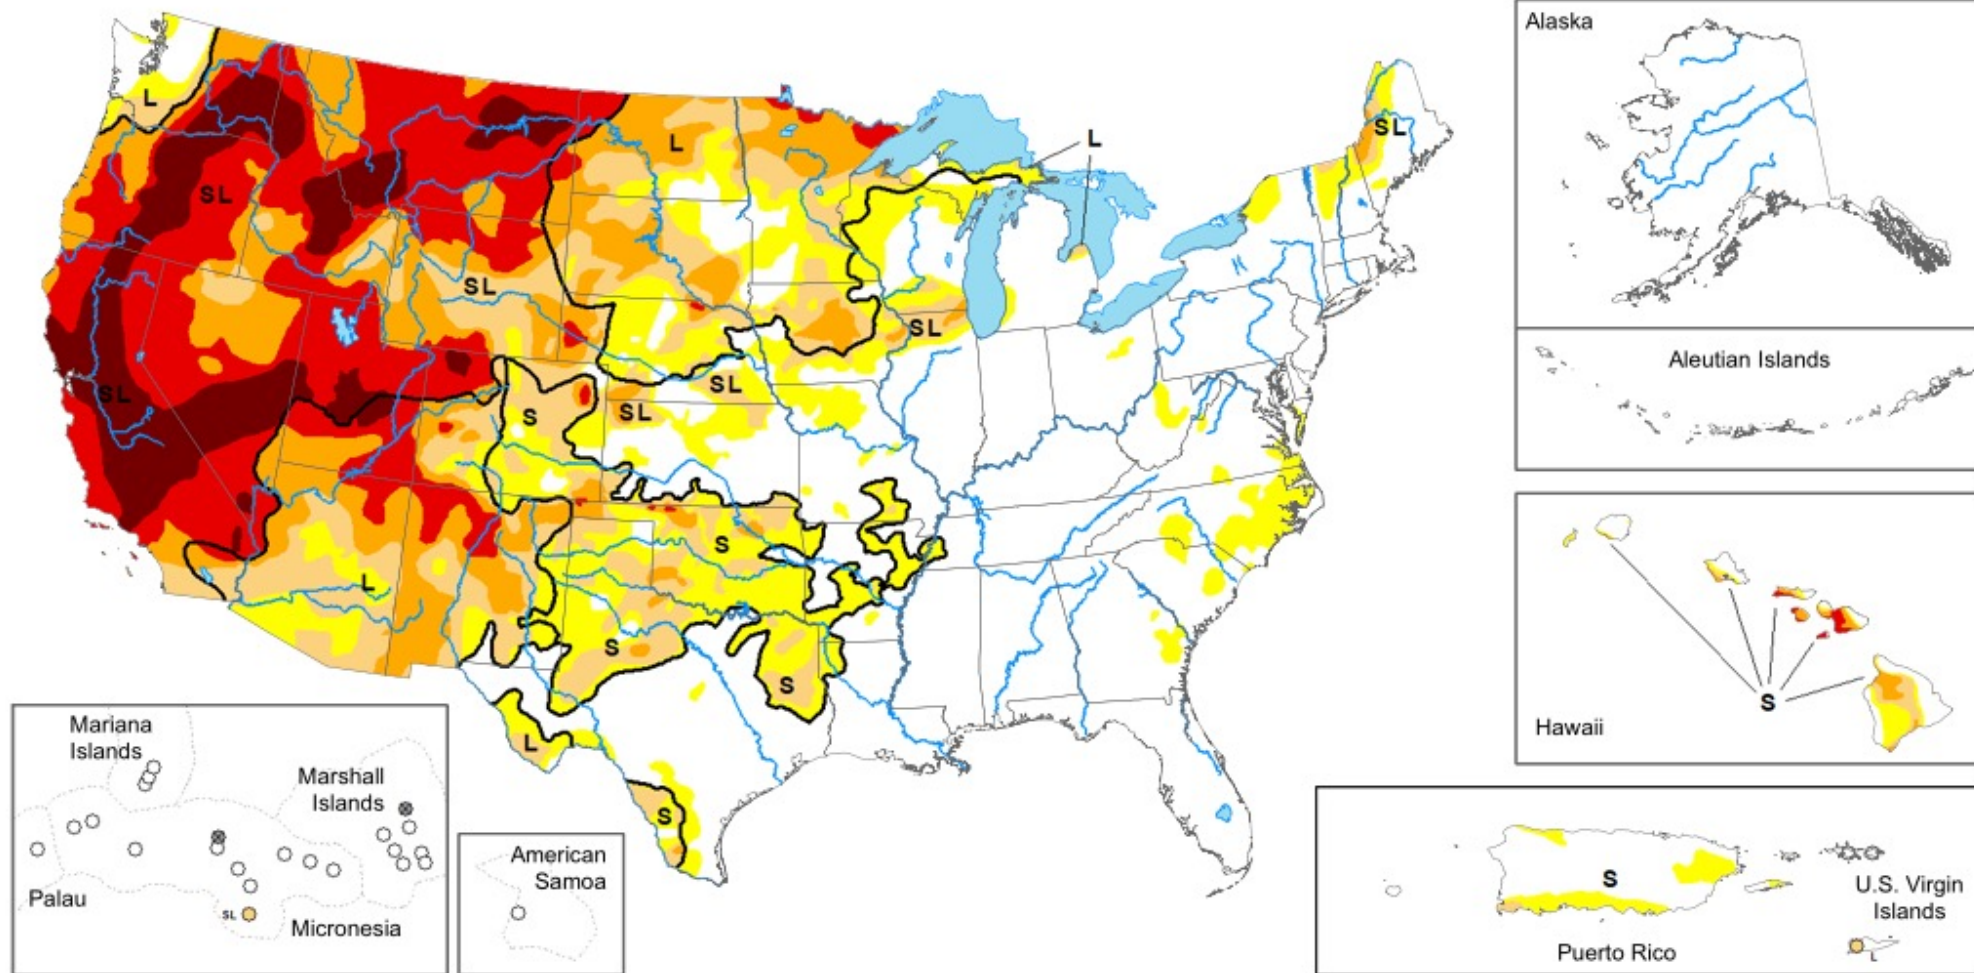 Alaska
L
L
L
SL
SL
SL
SL
Aleutian Islands
SL
SL
SL
S
S
L
S
S
L
S
S
Hawaii
Mariana
Islands
Marshall
Islands
Palau
SL
Micronesia
American
Samoa
S
U.S. Virgin
Islands
L
Puerto Rico